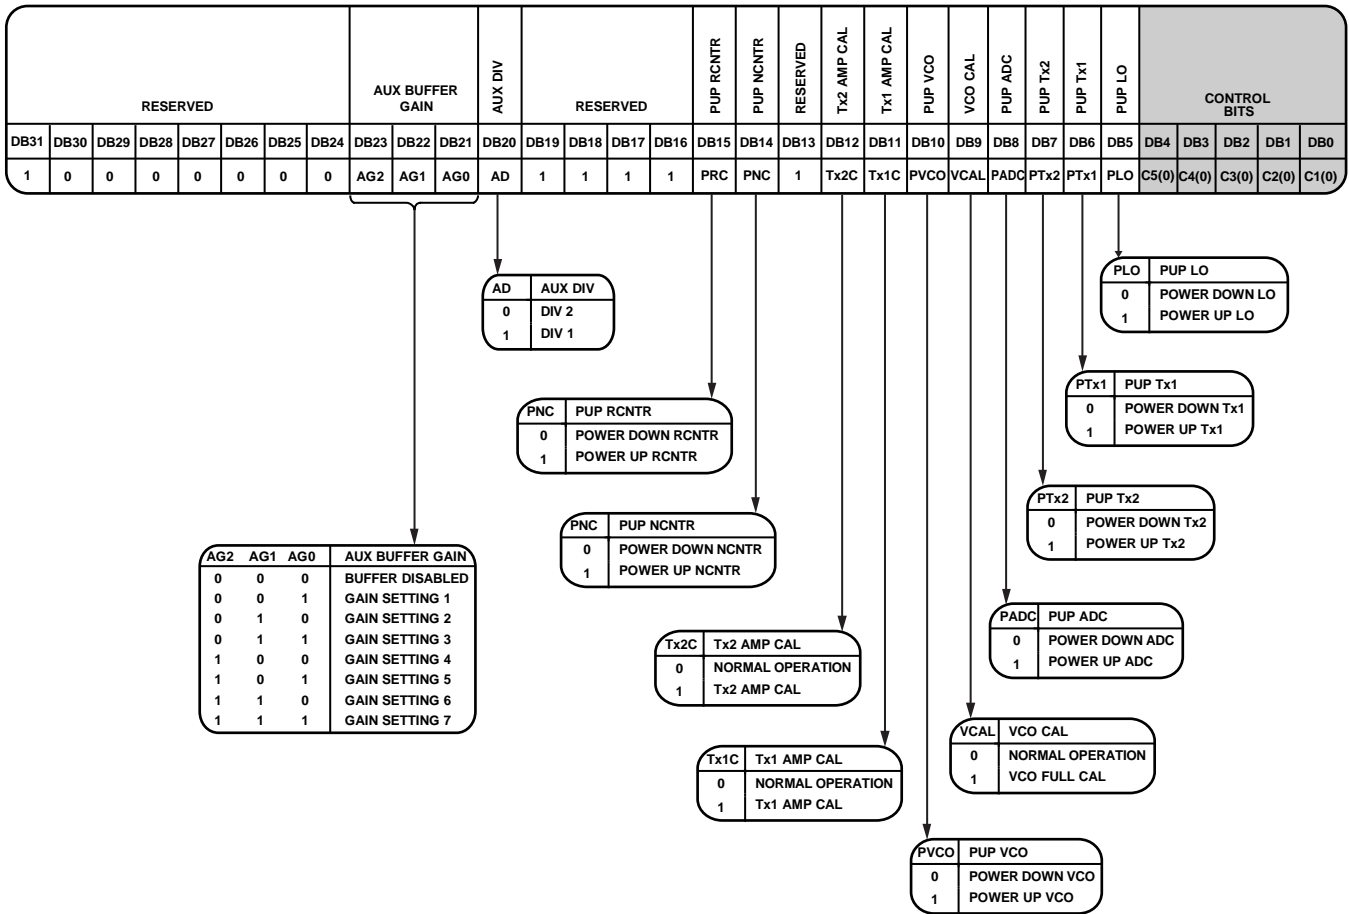 RESERVED
AUX BUFFER
GAIN
AUX DIV
RESERVED
PUP RCNTR
PUP NCNTR
RESERVED
Tx2 AMP CAL
Tx1 AMP CAL
PUP VCO
VCO CAL
PUP ADC
PUP Tx2
PUP Tx1
PUP LO
CONTROL
BITS
DB31 DB30 DB29 DB28 DB27 DB26 DB25 DB24 DB23 DB22 DB21 DB20 DB19 DB18 DB17 DB16 DB15 DB14 DB13 DB12 DB11 DB10 DB9 DB8 DB7 DB6 DB5 DB4 DB3 DB2 DB1 DB0
1 0 0 0 0 0 0 0 AG2 AG1 AG0 AD 1 1 1 1 PRC PNC 1 Tx2C Tx1C PVCO VCAL PADC PTx2 PTx1 PLO C5(0) C4(0) C3(0) C2(0) C1(0)
PLO PUP LO
0 POWER DOWN LO
1 POWER UP LO
AD AUX DIV
0 DIV 2
1 DIV 1
PTx1 PUP Tx1
0 POWER DOWN Tx1
1 POWER UP Tx1
PNC PUP RCNTR
0 POWER DOWN RCNTR
1 POWER UP RCNTR
PTx2 PUP Tx2
0 POWER DOWN Tx2
1 POWER UP Tx2
PNC PUP NCNTR
0 POWER DOWN NCNTR
1 POWER UP NCNTR
AG2 AG1 AG0 AUX BUFFER GAIN
0 0 0 BUFFER DISABLED
0 0 1 GAIN SETTING 1
0 1 0 GAIN SETTING 2
0 1 1 GAIN SETTING 3
1 0 0 GAIN SETTING 4
1 0 1 GAIN SETTING 5
1 1 0 GAIN SETTING 6
1 1 1 GAIN SETTING 7
PADC PUP ADC
0 POWER DOWN ADC
1 POWER UP ADC
Tx2C Tx2 AMP CAL
0 NORMAL OPERATION
1 Tx2 AMP CAL
VCAL VCO CAL
0 NORMAL OPERATION
1 VCO FULL CAL
Tx1C Tx1 AMP CAL
0 NORMAL OPERATION
1 Tx1 AMP CAL
PVCO PUP VCO
0 POWER DOWN VCO
1 POWER UP VCO